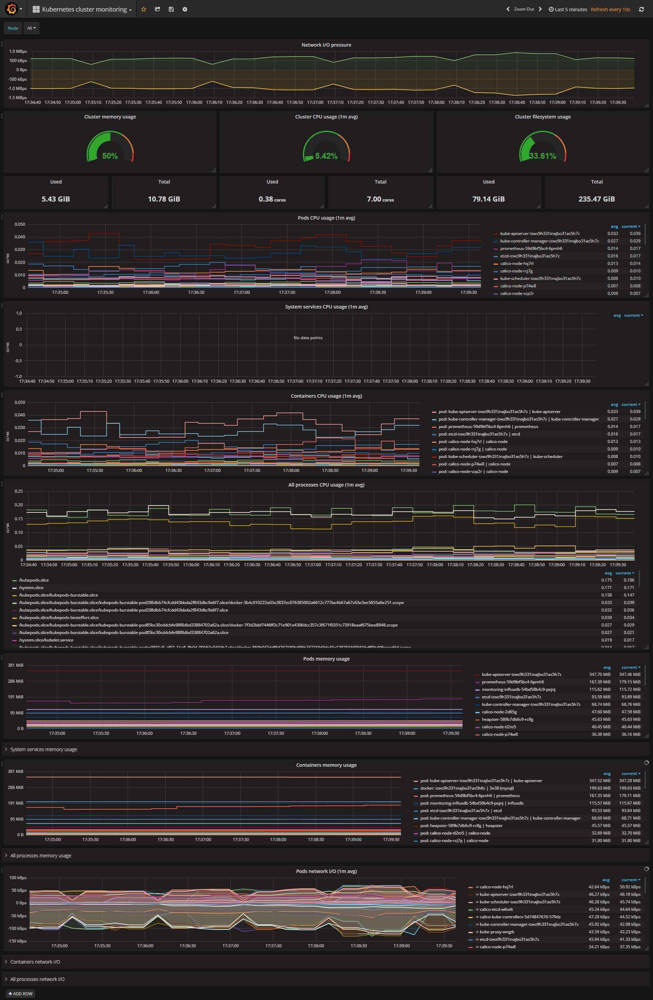 Kubernetes cluster monitoring
Zoom Out
Last 5 minutes Refresh every 10s
Node All
Network I/O pressure
1.0 MBps
500 kBps
0 Bps
-500 kBps
-1.0 MBps
-1.5 MBps
17:34:40 17:34:50 17:35:00 17:35:10 17:35:20 17:35:30 17:35:40 17:35:50 17:36:00 17:36:10 17:36:20 17:36:30 17:36:40 17:36:50 17:37:00 17:37:10 17:37:20 17:37:30 17:37:40 17:37:50 17:38:00 17:38:10 17:38:20 17:38:30 17:38:40 17:38:50 17:39:00 17:39:10 17:39:20 17:39:30
Cluster memory usage
50%
Cluster CPU usage (1m avg)
5.42%
Cluster filesystem usage
33.61%
Used
5.43 GiB
Total
10.78 GiB
Used
0.38 cores
Total
7.00 cores
Used
79.14 GiB
Total
235.47 GiB
Pods CPU usage (1m avg)
cores
0.050
0.040
0.030
0.020
0.010
0
17:35:00 17:35:30 17:36:00 17:36:30 17:37:00 17:37:30 17:38:00 17:38:30 17:39:00 17:39:30
avg current
kube-apiserver-izwz9h331inajbo31as5h7z 0.033 0.039
kube-controller-manager-izwz9h331inajbo31as5h7z 0.027 0.029
prometheus-59d9bf5bc4-6pmh6 0.014 0.017
etcd-izwz9h331inajbo31as5h7z 0.016 0.017
calico-node-hq7rl 0.013 0.014
calico-node-rcj7g 0.009 0.010
kube-scheduler-izwz9h331inajbo31as5h7z 0.008 0.010
calico-node-p74w8 0.007 0.008
calico-node-vzp2r 0.009 0.007
System services CPU usage (1m avg)
cores
1.0
0.5
0
-0.5
-1.0
No data points
17:34:40 17:34:50 17:35:00 17:35:10 17:35:20 17:35:30 17:35:40 17:35:50 17:36:00 17:36:10 17:36:20 17:36:30 17:36:40 17:36:50 17:37:00 17:37:10 17:37:20 17:37:30 17:37:40 17:37:50 17:38:00 17:38:10 17:38:20 17:38:30 17:38:40 17:38:50 17:39:00 17:39:10 17:39:20 17:39:30
avg current
Containers CPU usage (1m avg)
cores
0.050
0.040
0.030
0.020
0.010
0
17:35:00 17:35:30 17:36:00 17:36:30 17:37:00 17:37:30 17:38:00 17:38:30 17:39:00 17:39:30
avg current
pod: kube-apiserver-izwz9h331inajbo31as5h7z | kube-apiserver 0.033 0.039
pod: kube-controller-manager-izwz9h331inajbo31as5h7z | kube-controller-manager 0.027 0.029
pod: prometheus-59d9bf5bc4-6pmh6 | prometheus 0.014 0.017
pod: etcd-izwz9h331inajbo31as5h7z | etcd 0.016 0.017
pod: calico-node-hq7rl | calico-node 0.013 0.013
pod: calico-node-rcj7g | calico-node 0.009 0.010
pod: kube-scheduler-izwz9h331inajbo31as5h7z | kube-scheduler 0.008 0.010
pod: calico-node-p74w8 | calico-node 0.007 0.008
pod: calico-node-vzp2r | calico-node 0.009 0.007
All processes CPU usage (1m avg)
cores
0.25
0.20
0.15
0.10
0.05
0
17:34:40 17:34:50 17:35:00 17:35:10 17:35:20 17:35:30 17:35:40 17:35:50 17:36:00 17:36:10 17:36:20 17:36:30 17:36:40 17:36:50 17:37:00 17:37:10 17:37:20 17:37:30 17:37:40 17:37:50 17:38:00 17:38:10 17:38:20 17:38:30 17:38:40 17:38:50 17:39:00 17:39:10 17:39:20 17:39:30
avg current
/kubepods.slice 0.175 0.186
/system.slice 0.171 0.171
/kubepods.slice/kubepods-burstable.slice 0.138 0.147
/kubepods.slice/kubepods-burstable.slice/kubepods-burstable-pod208dbb74cfcdd43bbda2f843dbc9a6f7.slice/docker-3b4c910222a03e2837ec076385002a6612c777be4b67a67c63e3ee5655a6e251.scope 0.033 0.039
/kubepods.slice/kubepods-burstable.slice/kubepods-burstable-pod208dbb74cfcdd43bbda2f843dbc9a6f7.slice 0.032 0.036
/kubepods.slice/kubepods-besteffort.slice 0.039 0.034
/kubepods.slice/kubepods-burstable.slice/kubepods-burstable-pod85bc30cddcbfe98f8dbd33884702a62a.slice/docker-7f3d2bbf7446ff3c71e901e4306dcc357c3f671f0351c73918eaaf675bee8948.scope 0.027 0.029
/kubepods.slice/kubepods-burstable.slice/kubepods-burstable-pod85bc30cddcbfe98f8dbd33884702a62a.slice 0.027 0.021
/system.slice/kubelet.service 0.019 0.017
Pods memory usage
381 MiB
286 MiB
191 MiB
95 MiB
0 B
17:35:00 17:35:30 17:36:00 17:36:30 17:37:00 17:37:30 17:38:00 17:38:30 17:39:00 17:39:30
avg current
kube-apiserver-izwz9h331inajbo31as5h7z 347.70 MiB 347.46 MiB
prometheus-59d9bf5bc4-6pmh6 167.39 MiB 179.15 MiB
monitoring-influxdb-54bd58b4c9-pxjnj 115.62 MiB 115.72 MiB
etcd-izwz9h331inajbo31as5h7z 93.59 MiB 93.89 MiB
kube-controller-manager-izwz9h331inajbo31as5h7z 68.74 MiB 68.76 MiB
calico-node-2d65g 47.60 MiB 47.59 MiB
heapster-589b7db6c9-rclfg 45.63 MiB 45.63 MiB
calico-node-tl2m5 40.45 MiB 40.44 MiB
calico-node-p74w8 36.38 MiB 36.16 MiB
System services memory usage
Containers memory usage
381 MiB
286 MiB
191 MiB
95 MiB
0 B
17:35:00 17:35:30 17:36:00 17:36:30 17:37:00 17:37:30 17:38:00 17:38:30 17:39:00 17:39:30
avg current
pod: kube-apiserver-izwz9h331inajbo31as5h7z | kube-apiserver 347.52 MiB 347.28 MiB
docker: izwz9h331inajbo31as5h6z | 3e38 (mysql) 199.63 MiB 199.63 MiB
pod: prometheus-59d9bf5bc4-6pmh6 | prometheus 167.35 MiB 179.11 MiB
pod: monitoring-influxdb-54bd58b4c9-pxjnj | influxdb 115.57 MiB 115.67 MiB
pod: etcd-izwz9h331inajbo31as5h7z | etcd 93.53 MiB 93.84 MiB
pod: kube-controller-manager-izwz9h331inajbo31as5h7z | kube-controller-manager 68.69 MiB 68.71 MiB
pod: heapster-589b7db6c9-rclfg | heapster 45.57 MiB 45.57 MiB
pod: calico-node-tl2m5 | calico-node 32.69 MiB 32.70 MiB
pod: calico-node-rcj7g | calico-node 31.80 MiB 31.80 MiB
All processes memory usage
Pods network I/O (1m avg)
100 kBps
50 kBps
0 Bps
-50 kBps
-100 kBps
-150 kBps
17:35:00 17:35:30 17:36:00 17:36:30 17:37:00 17:37:30 17:38:00 17:38:30 17:39:00 17:39:30
avg current
-> calico-node-hq7rl 42.64 kBps 50.92 kBps
-> kube-apiserver-izwz9h331inajbo31as5h7z 46.27 kBps 48.18 kBps
-> kube-scheduler-izwz9h331inajbo31as5h7z 46.28 kBps 45.74 kBps
-> calico-etcd-w6vdt 45.24 kBps 44.64 kBps
-> calico-kube-controllers-5d74847676-579dz 47.28 kBps 44.52 kBps
-> kube-controller-manager-izwz9h331inajbo31as5h7z 45.92 kBps 42.98 kBps
-> kube-proxy-wngtk 43.59 kBps 42.23 kBps
-> etcd-izwz9h331inajbo31as5h7z 45.94 kBps 41.33 kBps
-> calico-node-p74w8 34.21 kBps 37.35 kBps
Containers network I/O
All processes network I/O
ADD ROW